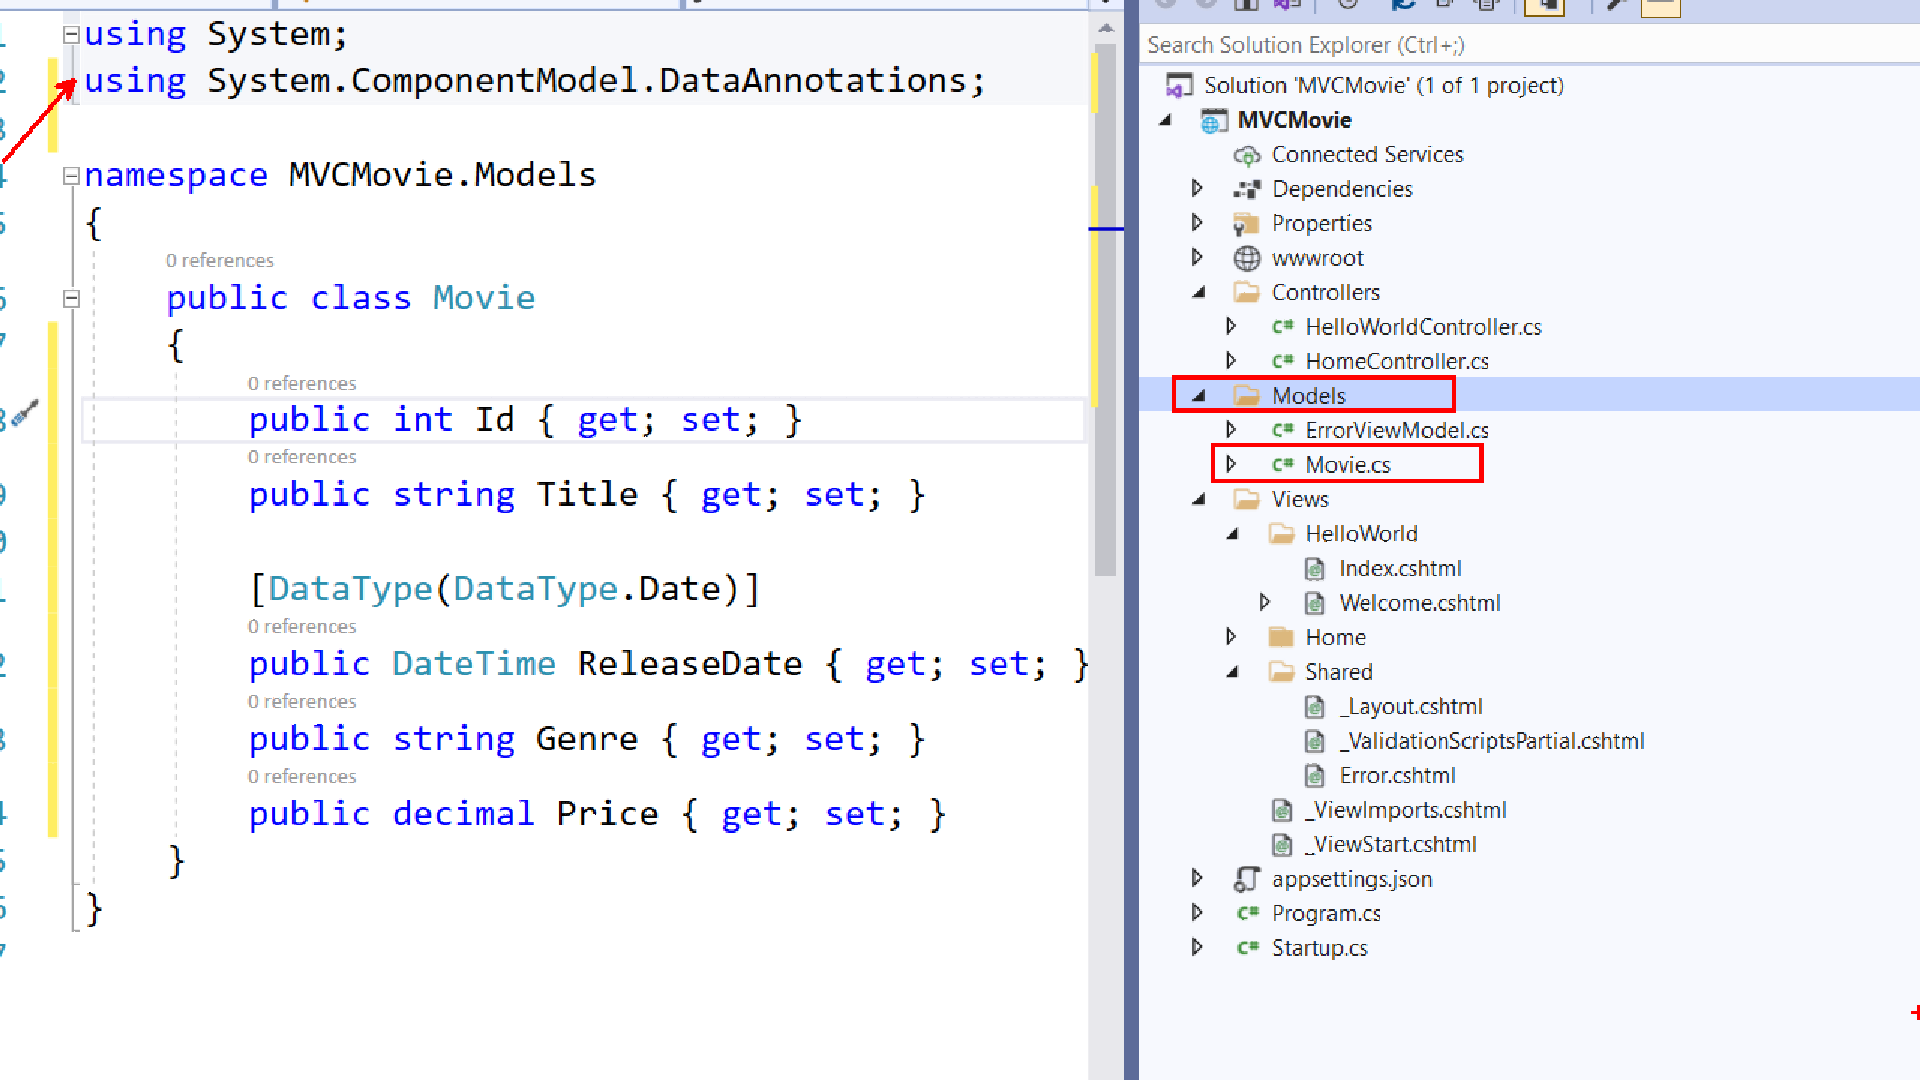 using System;
using System.ComponentModel.DataAnnotations;
namespace MVCMovie.Models
{
0 references
public class Movie
{
0 references
public int Id { get; set; }
0 references
public string Title { get; set; }
[DataType(DataType.Date)]
0 references
public DateTime ReleaseDate { get; set; }
0 references
public string Genre { get; set; }
0 references
public decimal Price { get; set; }
}
}
Search Solution Explorer (Ctrl+;)
Solution 'MVCMovie' (1 of 1 project)
MVCMovie
Connected Services
Dependencies
Properties
wwwroot
Controllers
C# HelloWorldController.cs
C# HomeController.cs
Models
C# ErrorViewModel.cs
C# Movie.cs
Views
HelloWorld
Index.cshtml
Welcome.cshtml
Home
Shared
_Layout.cshtml
_ValidationScriptsPartial.cshtml
Error.cshtml
_ViewImports.cshtml
_ViewStart.cshtml
appsettings.json
C# Program.cs
C# Startup.cs